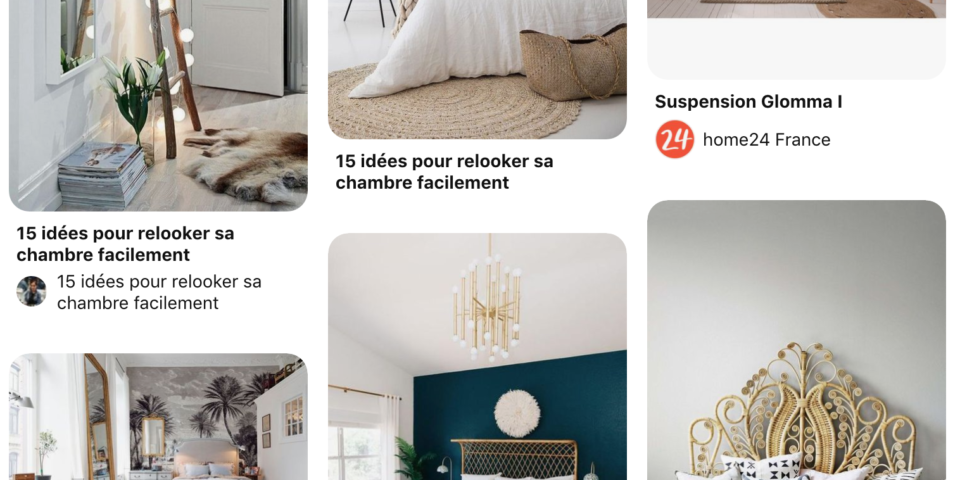 15 idées pour relooker sa
chambre facilement
15 idées pour relooker sa
chambre facilement
15 idées pour relooker sa
chambre facilement
Suspension Glomma I
24
home24 France